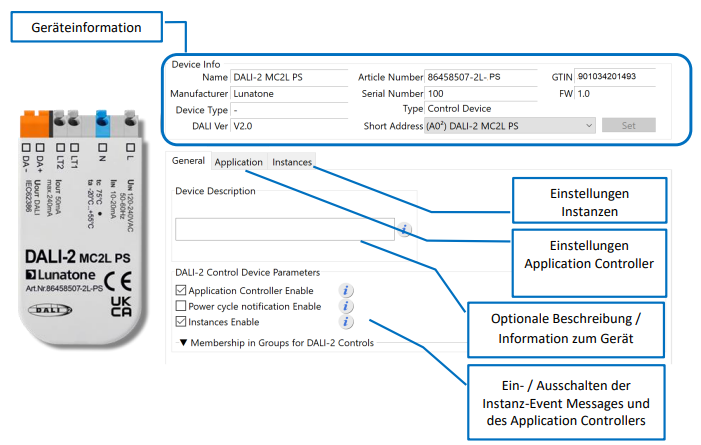 Geräteinformation
Device Info
Name DALI-2 MC2L PS Article Number 86458507-2L- PS GTIN 901034201493
Manufacturer Lunatone Serial Number 100 FW 1.0
Device Type - Type Control Device
DALI Ver V2.0 Short Address (A0²) DALI-2 MC2L PS Set
General Application Instances
Device Description
i
DALI-2 Control Device Parameters
Application Controller Enable i
Power cycle notification Enable i
Instances Enable i
▼ Membership in Groups for DALI-2 Controls
Einstellungen
Instanzen
Einstellungen
Application Controller
Optionale Beschreibung /
Information zum Gerät
Ein- / Ausschalten der
Instanz-Event Messages und
des Application Controllers
DA -
DA+
LT2
LT1
N
L
UIN 120-240VAC
50-60Hz
IIN 10-20mA
tc 75°C
ta -20°C...+55°C
IOUT 50mA
max. 240mA
UOUT DALI
IEC62386
DALI-2 MC2L PS
Lunatone
Art.Nr.86458507-2L-PS
CE
UK
CA
DALI